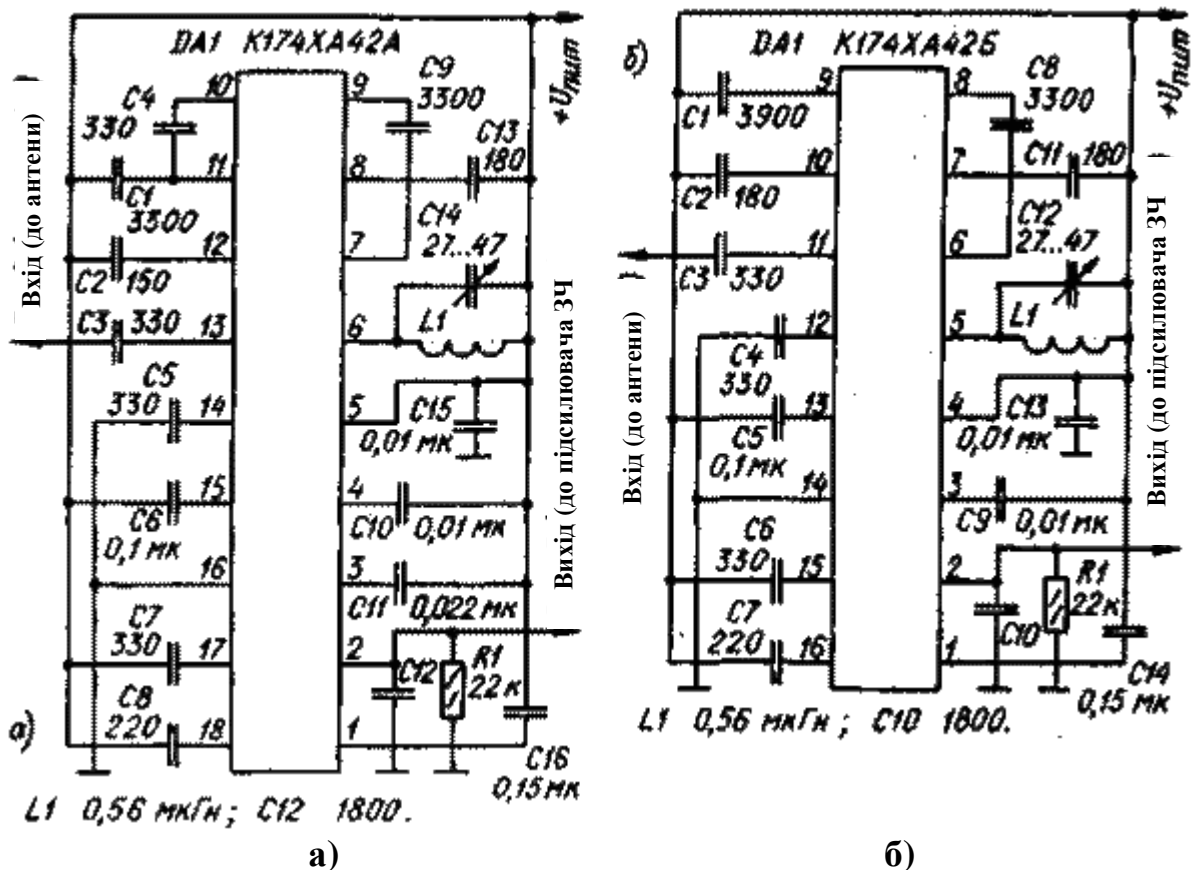 DA1 К174ХА42А
+Uпит
Вхід (до антени)
10
9
C4
330
C9
3300
11
8
C13
180
C1
3300
12
7
C14
27...47
C2
150
C3
330
13
6
L1
C5
330
14
5
C15
0,01 мк
15
4
C6
0,1 мк
C10
0,01 мк
16
3
C11
0,022 мк
C7
330
17
2
C12
R1
22к
C8
220
18
1
C16
0,15 мк
Вихід (до підсилювача ЗЧ)
а)
L1 0,56 мкГн; C12 1800.
а)
б)
DA1 К174ХА42Б
+Uпит
9
8
C1
3900
C8
3300
10
7
C2
180
C11
180
11
6
C3
330
C12
27...47
12
5
L1
C4
330
13
4
C13
0,01 мк
C5
0,1 мк
14
3
C9
0,01 мк
C6
330
15
2
C10
R1
22к
C7
220
16
1
C14
0,15 мк
Вхід (до антени)
Вихід (до підсилювача ЗЧ)
L1 0,56 мкГн; C10 1800.
б)